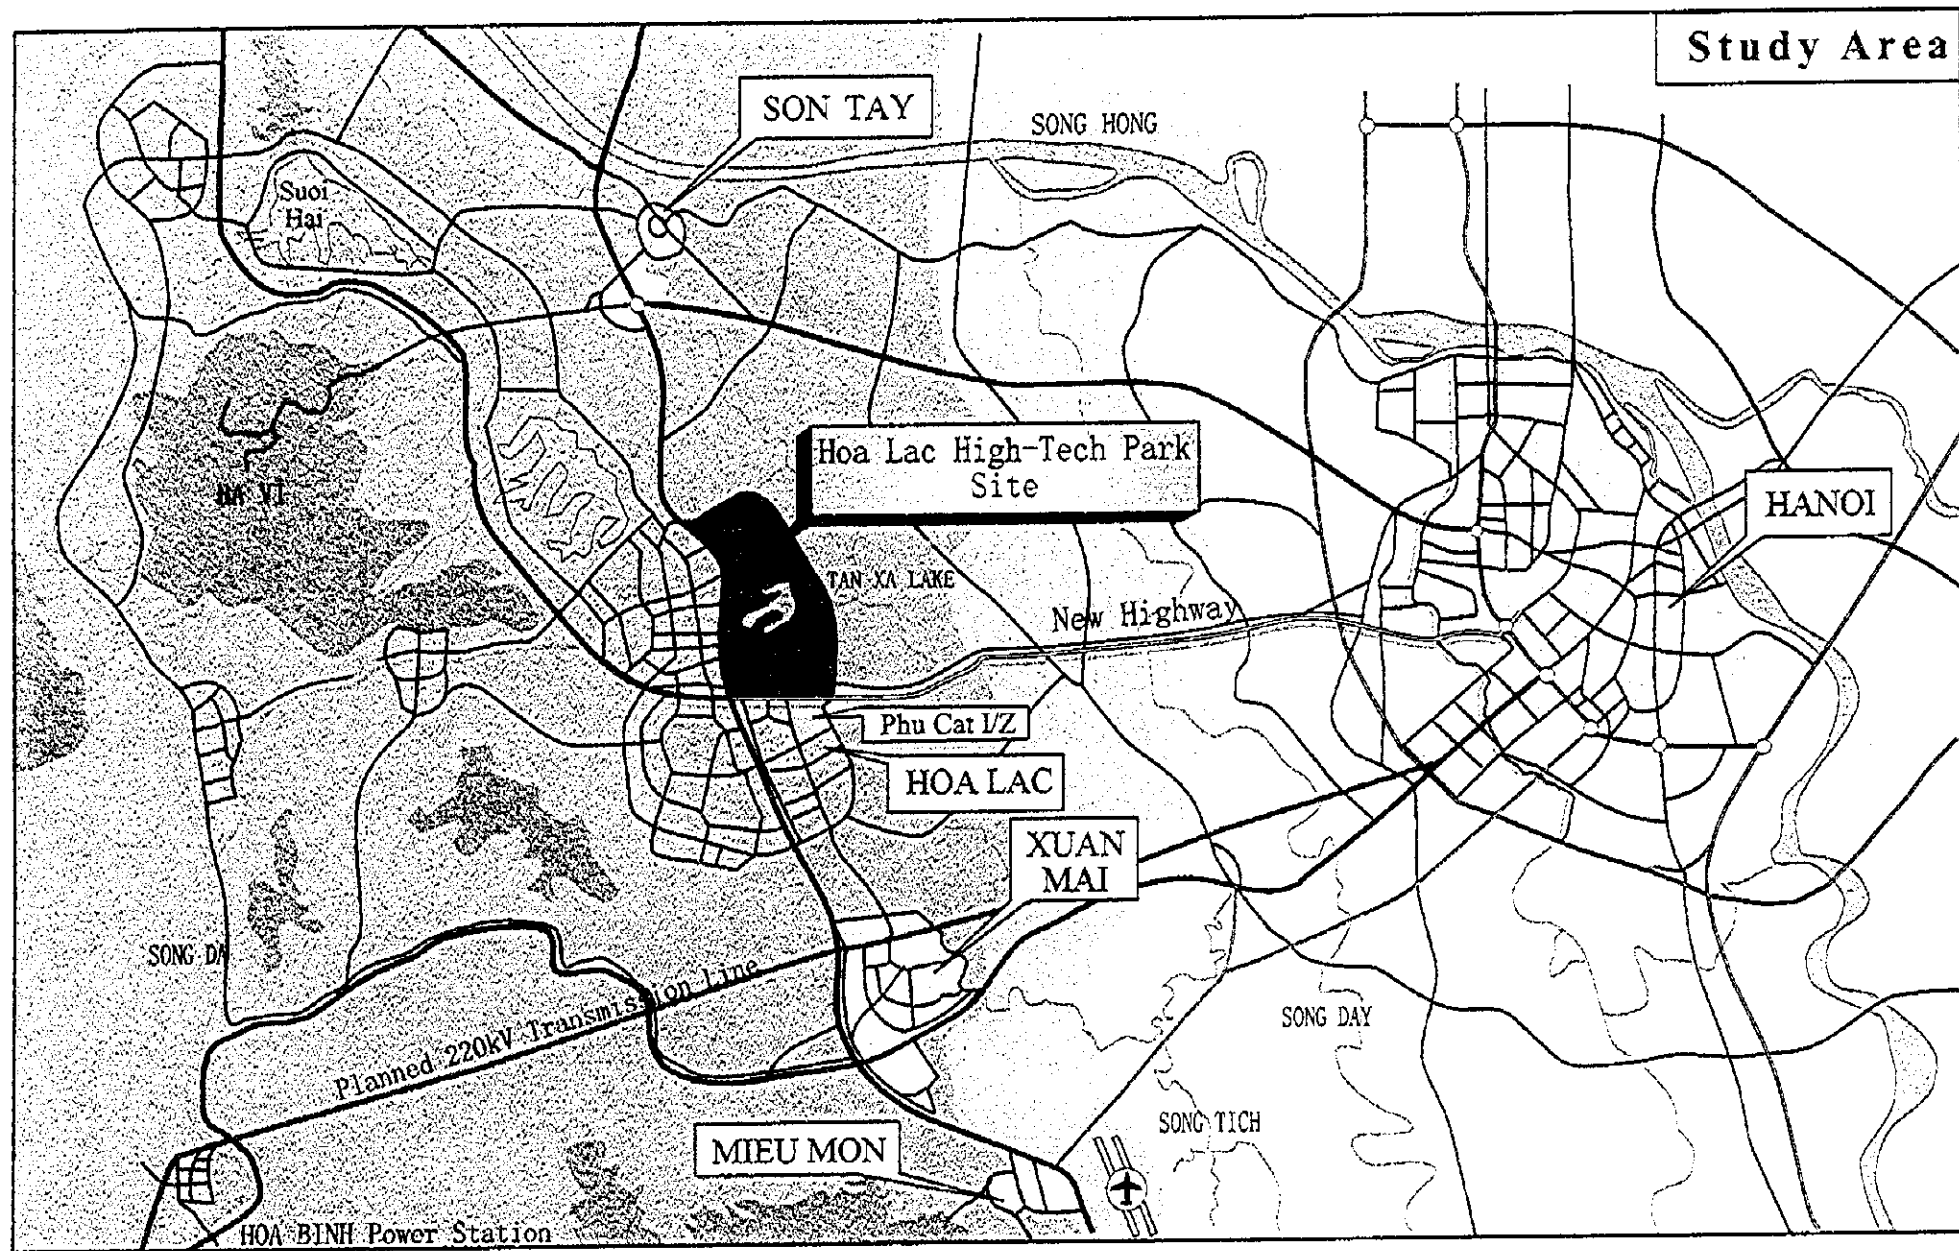 Study Area
SON TAY
SONG HONG
Suoi
Hai
Hoa Lac High-Tech Park
Site
BA VI
HANOI
TAN XA LAKE
New Highway
Phu Cat I/Z
HOA LAC
XUAN
MAI
SONG DA
Planned 220kV Transmission Line
SONG DAY
SONG TICH
MIEU MON
HOA BINH Power Station